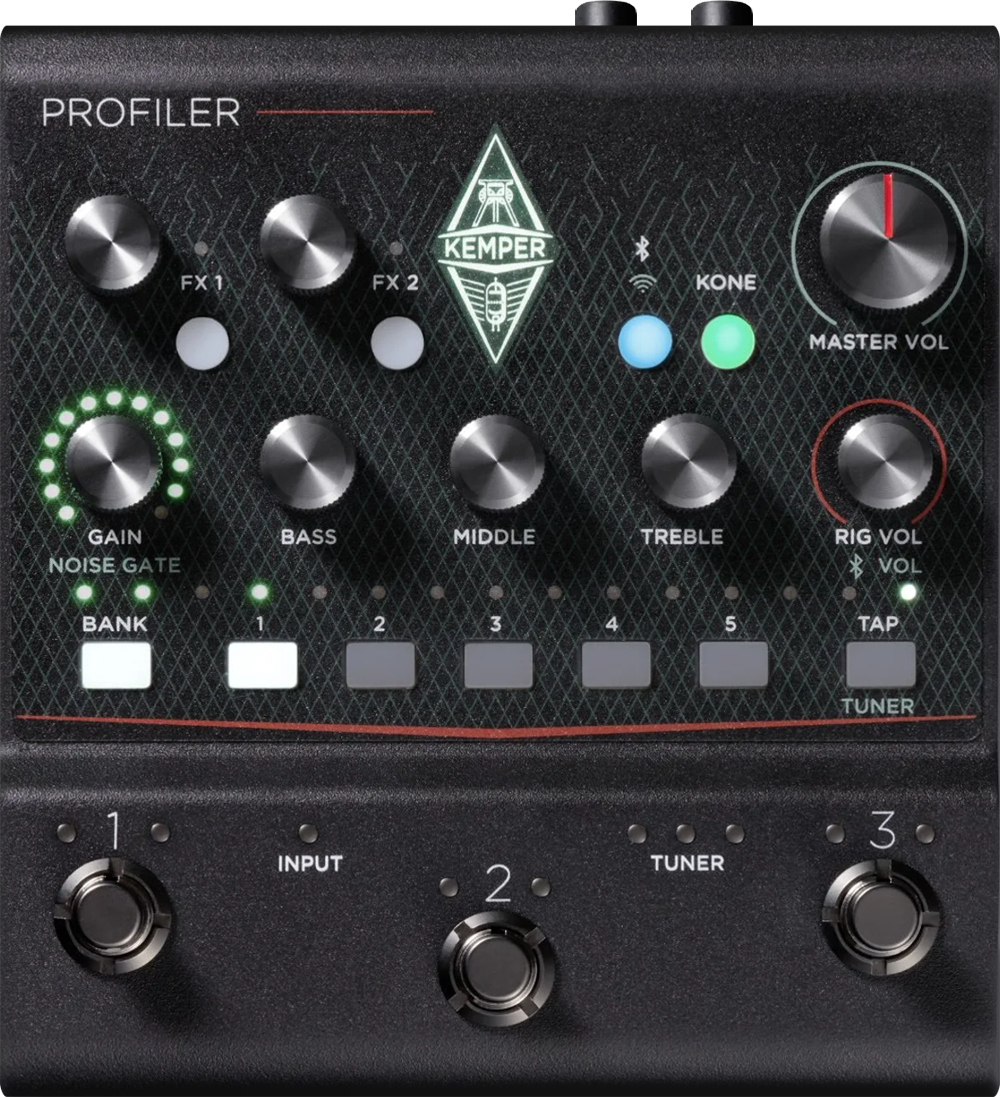 PROFILER
KEMPER
FX 1
FX 2
KONE
MASTER VOL
GAIN
BASS
MIDDLE
TREBLE
RIG VOL
NOISE GATE
VOL
BANK
1
2
3
4
5
TAP
TUNER
1
2
3
INPUT
TUNER